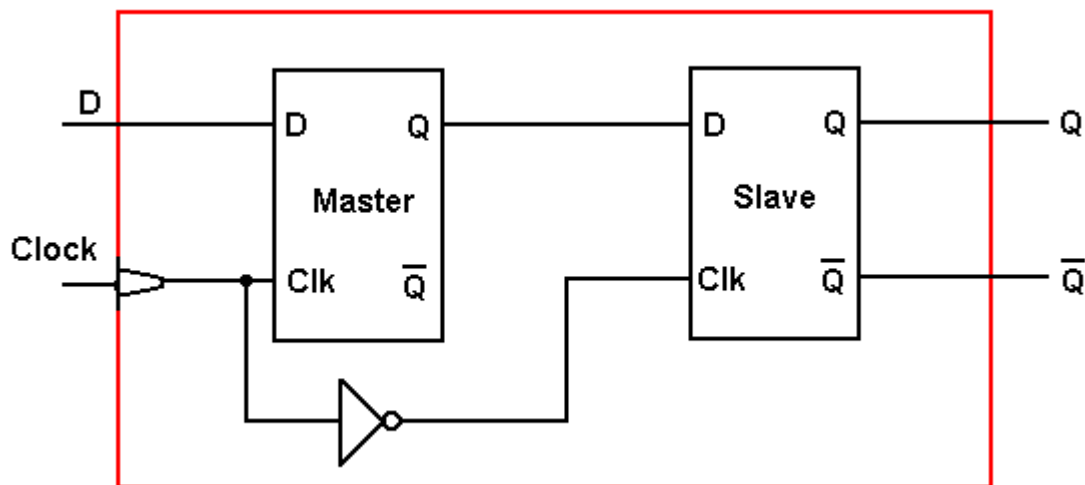 D
D Q
D Q
Q
Master
Slave
Clock
Clk Q̅
Clk Q̅
Q̅